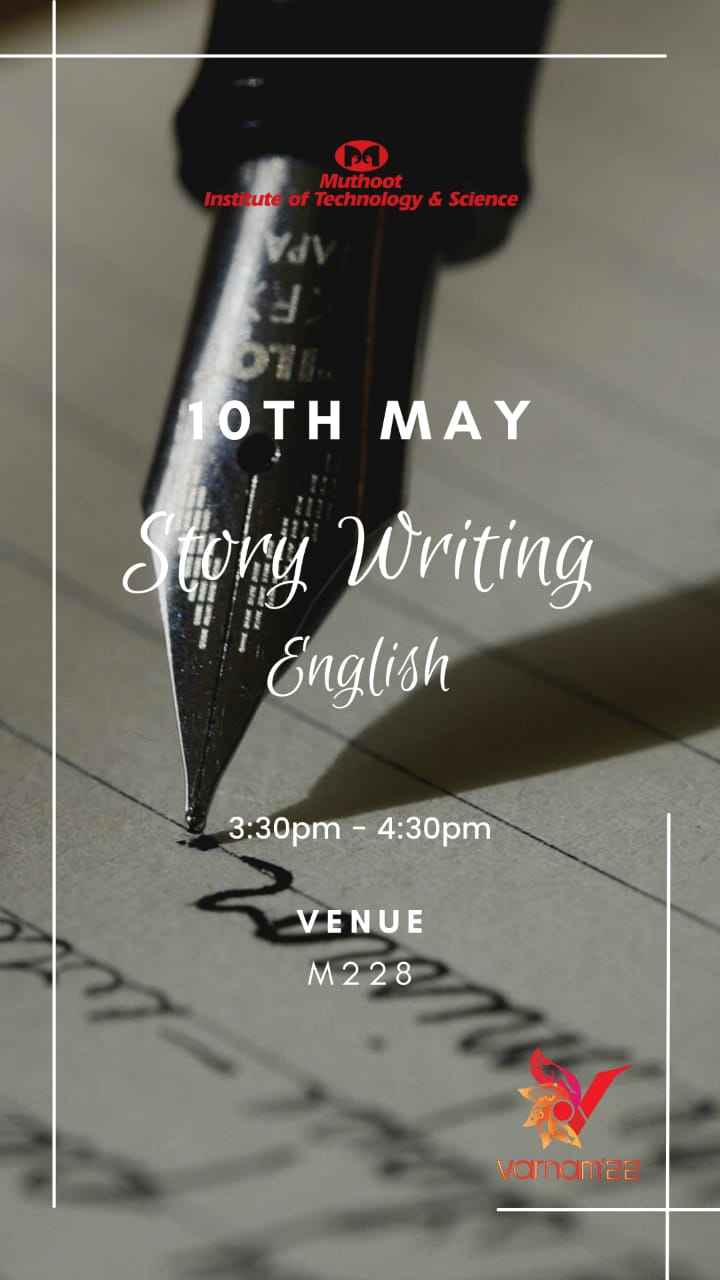 Muthoot
Institute of Technology & Science
10TH MAY
Story Writing
English
3:30pm - 4:30pm
VENUE
M228
varnam'22